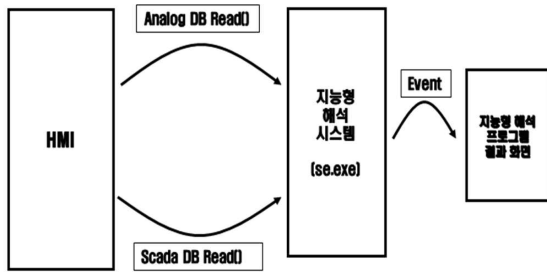 Analog DB Read()
HMI
지능형
해석
시스템
(se.exe)
Event
지능형 해석
프로그램
결과 화면
Scada DB Read()